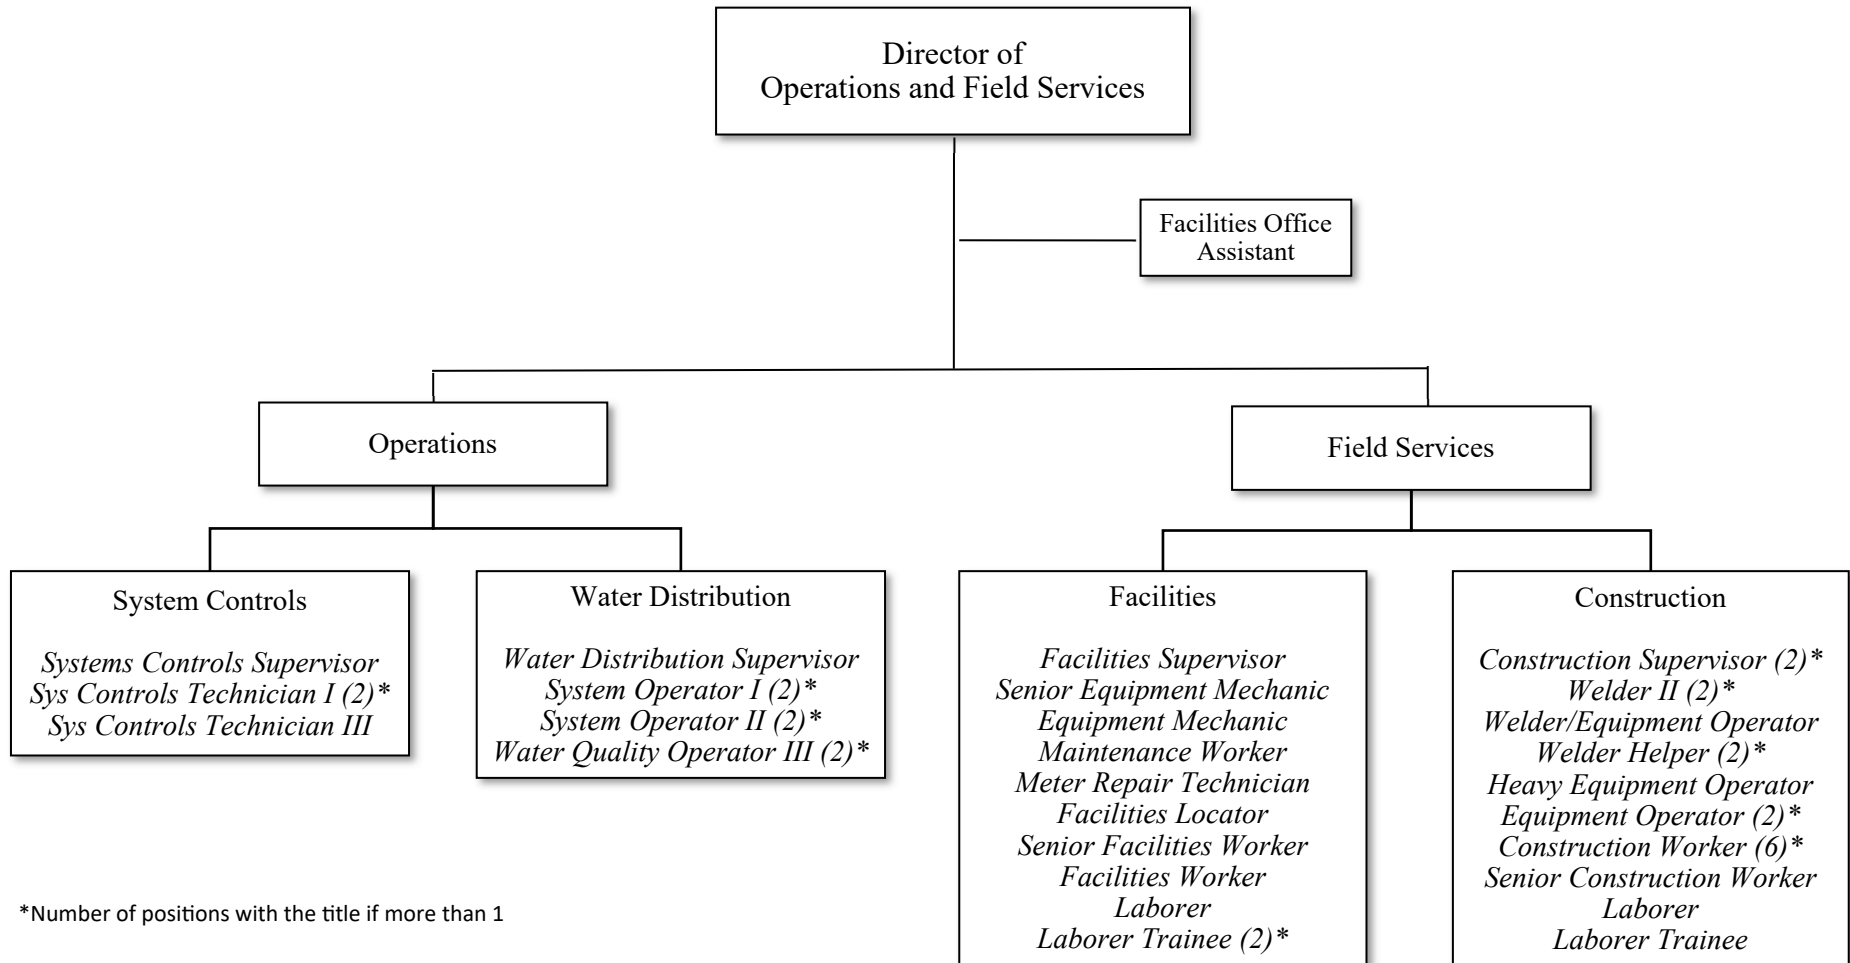 Director of
Operations and Field Services
Facilities Office
Assistant
Operations
Field Services
System Controls
Systems Controls Supervisor
Sys Controls Technician I (2)*
Sys Controls Technician III
Water Distribution
Water Distribution Supervisor
System Operator I (2)*
System Operator II (2)*
Water Quality Operator III (2)*
Facilities
Facilities Supervisor
Senior Equipment Mechanic
Equipment Mechanic
Maintenance Worker
Meter Repair Technician
Facilities Locator
Senior Facilities Worker
Facilities Worker
Laborer
Laborer Trainee (2)*
Construction
Construction Supervisor (2)*
Welder II (2)*
Welder/Equipment Operator
Welder Helper (2)*
Heavy Equipment Operator
Equipment Operator (2)*
Construction Worker (6)*
Senior Construction Worker
Laborer
Laborer Trainee
*Number of positions with the title if more than 1